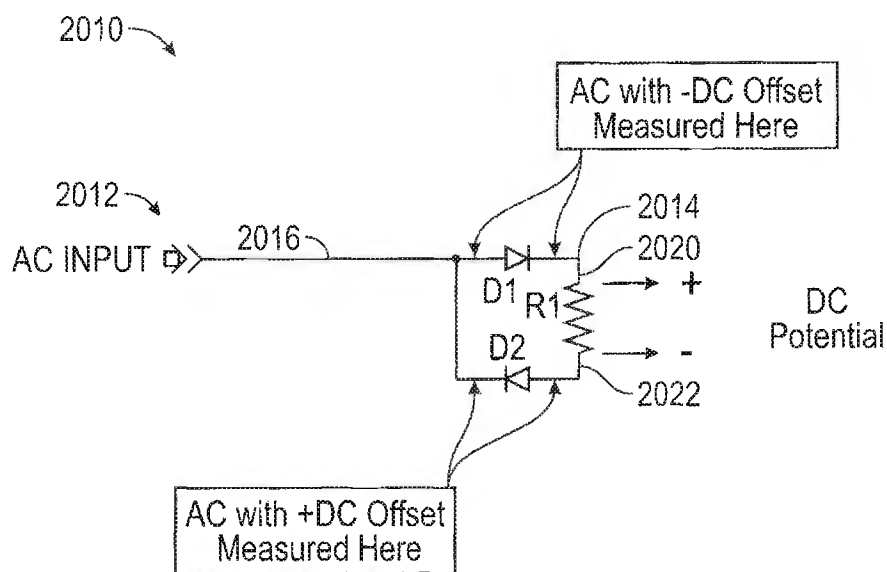 2010
AC with -DC Offset
Measured Here
2012
2014
AC INPUT
2016
2020
D1
R1
+
DC
Potential
D2
-
2022
AC with +DC Offset
Measured Here